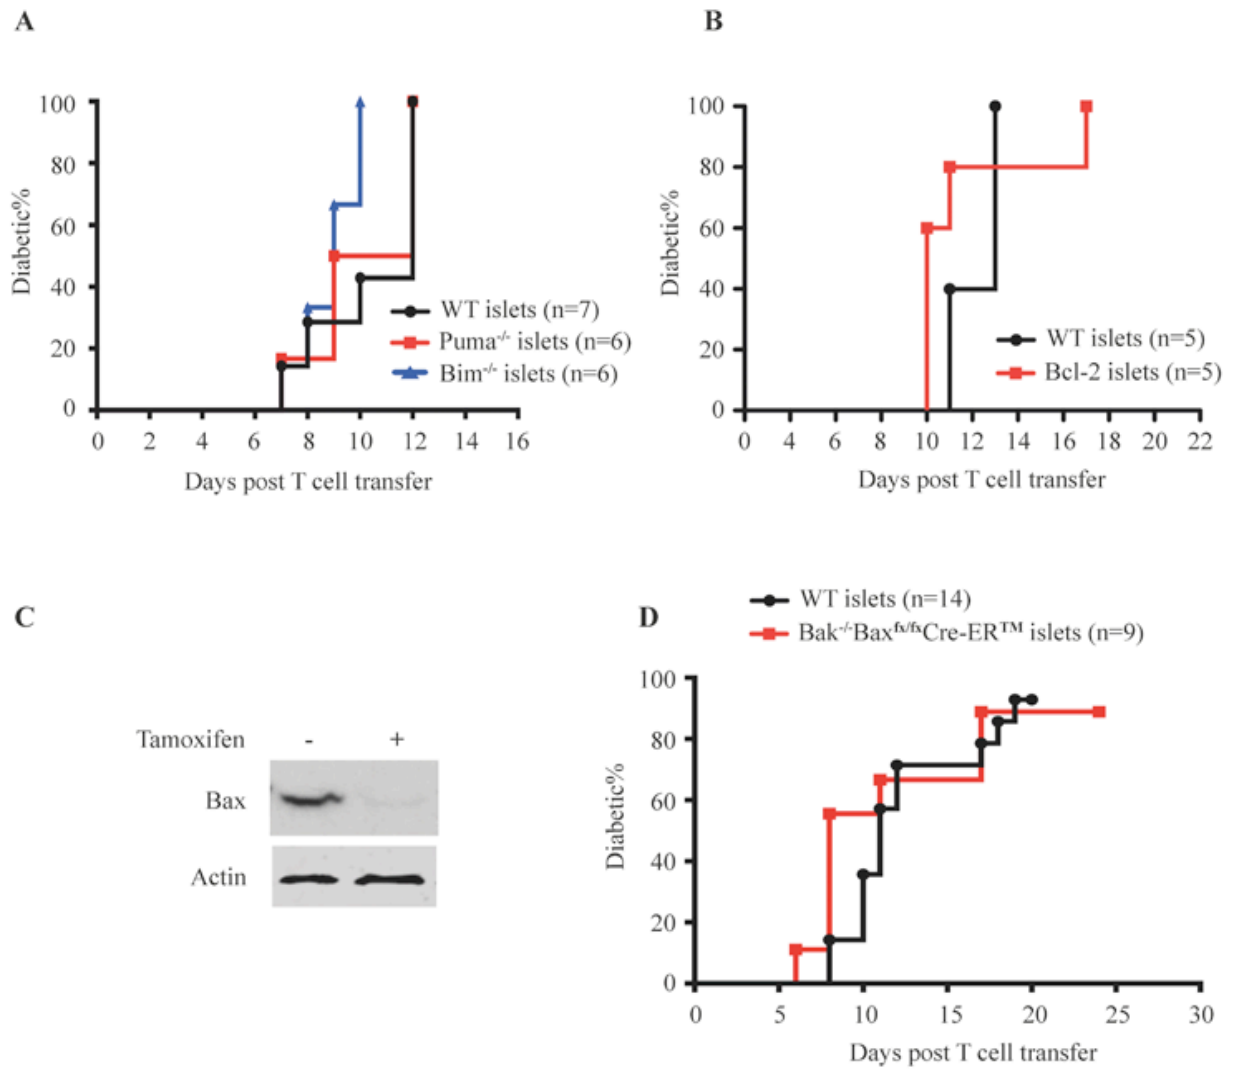 A
Diabetic%
100
80
60
40
20
0
0 2 4 6 8 10 12 14 16
Days post T cell transfer
WT islets (n=7)
Puma-/- islets (n=6)
Bim-/- islets (n=6)
B
Diabetic%
100
80
60
40
20
0
0 4 6 8 10 12 14 16 18 20 22
Days post T cell transfer
WT islets (n=5)
Bcl-2 islets (n=5)
C
Tamoxifen - +
Bax
Actin
D
WT islets (n=14)
Bak-/-Baxfx/fxCre-ERTM islets (n=9)
Diabetic%
100
80
60
40
20
0
0 5 10 15 20 25 30
Days post T cell transfer